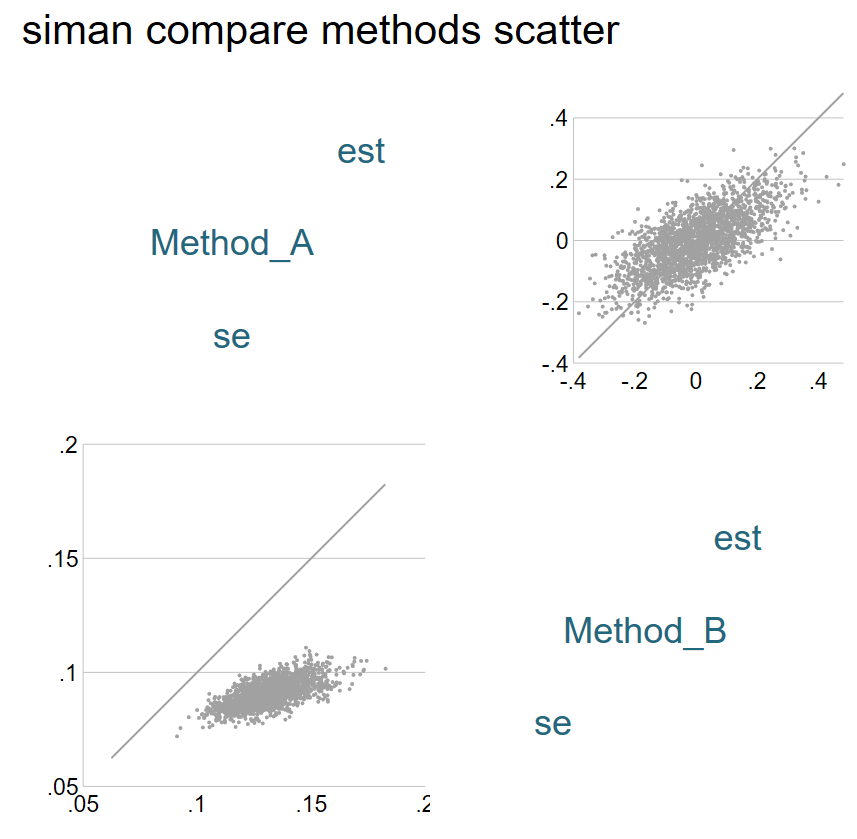 siman compare methods scatter
est
Method_A
se
.4
.2
0
-.2
-.4
-.4 -.2 0 .2 .4
.2
.15
.1
.05
.05 .1 .15 .2
est
Method_B
se